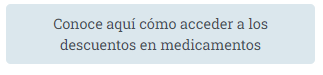 Conoce aquí cómo acceder a los
descuentos en medicamentos